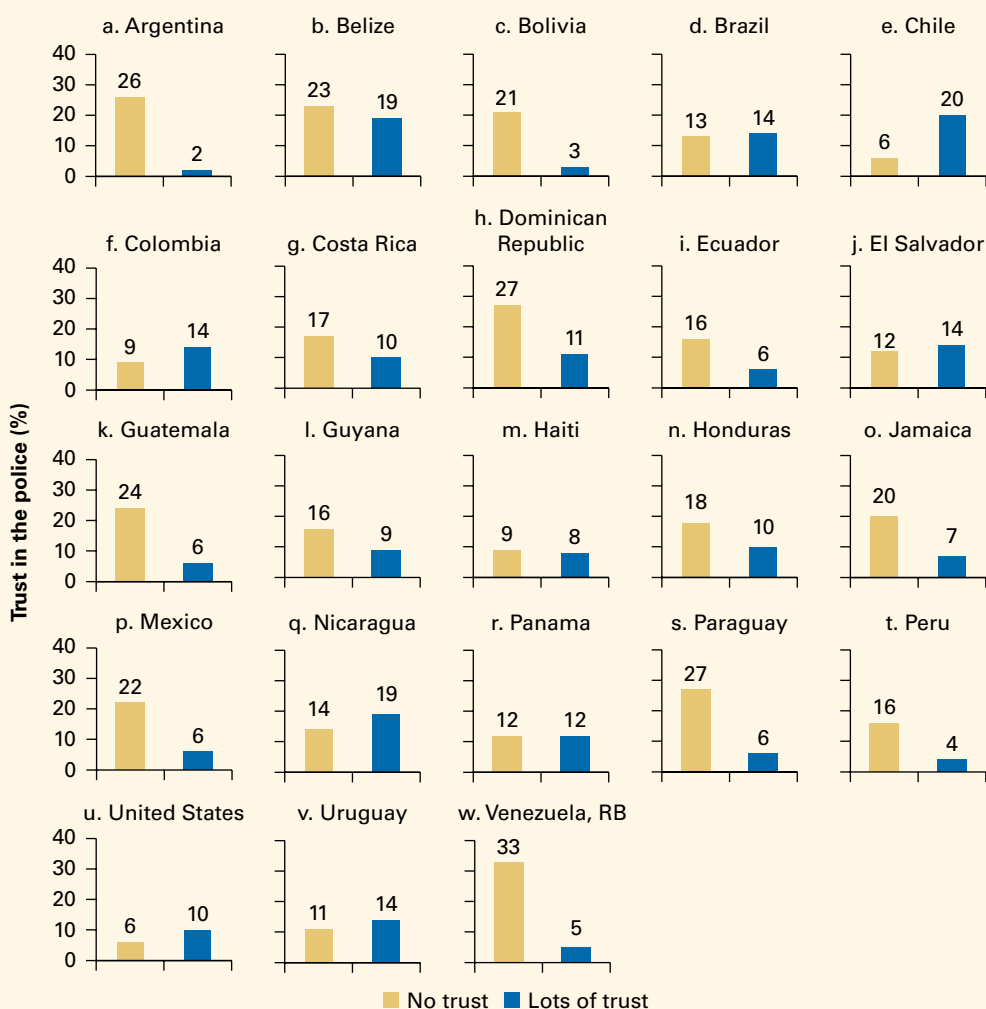 a. Argentina
b. Belize
c. Bolivia
d. Brazil
e. Chile
40
30
20
10
0
26
2
23
19
21
3
13
14
6
20
f. Colombia
g. Costa Rica
h. Dominican
Republic
i. Ecuador
j. El Salvador
40
30
20
10
0
9
14
17
10
27
11
16
6
12
14
Trust in the police (%)
k. Guatemala
l. Guyana
m. Haiti
n. Honduras
o. Jamaica
40
30
20
10
0
24
6
16
9
9
8
18
10
20
7
p. Mexico
q. Nicaragua
r. Panama
s. Paraguay
t. Peru
40
30
20
10
0
22
6
14
19
12
12
27
6
16
4
u. United States
v. Uruguay
w. Venezuela, RB
40
30
20
10
0
6
10
11
14
33
5
No trust
Lots of trust